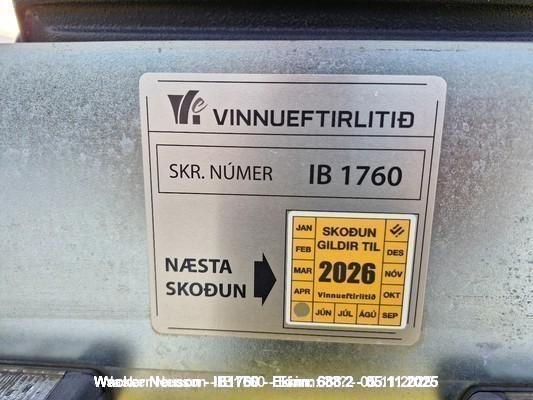 VINNUEFTIRLITIÐ
SKR. NÚMER IB 1760
NÆSTA
SKOÐUN
SKOÐUN
GILDIR TIL
2026
Vinnueftirlitið
JAN
FEB
MAR
APR
JÚN JÚL ÁGÚ SEP
OKT
NÓV
DES